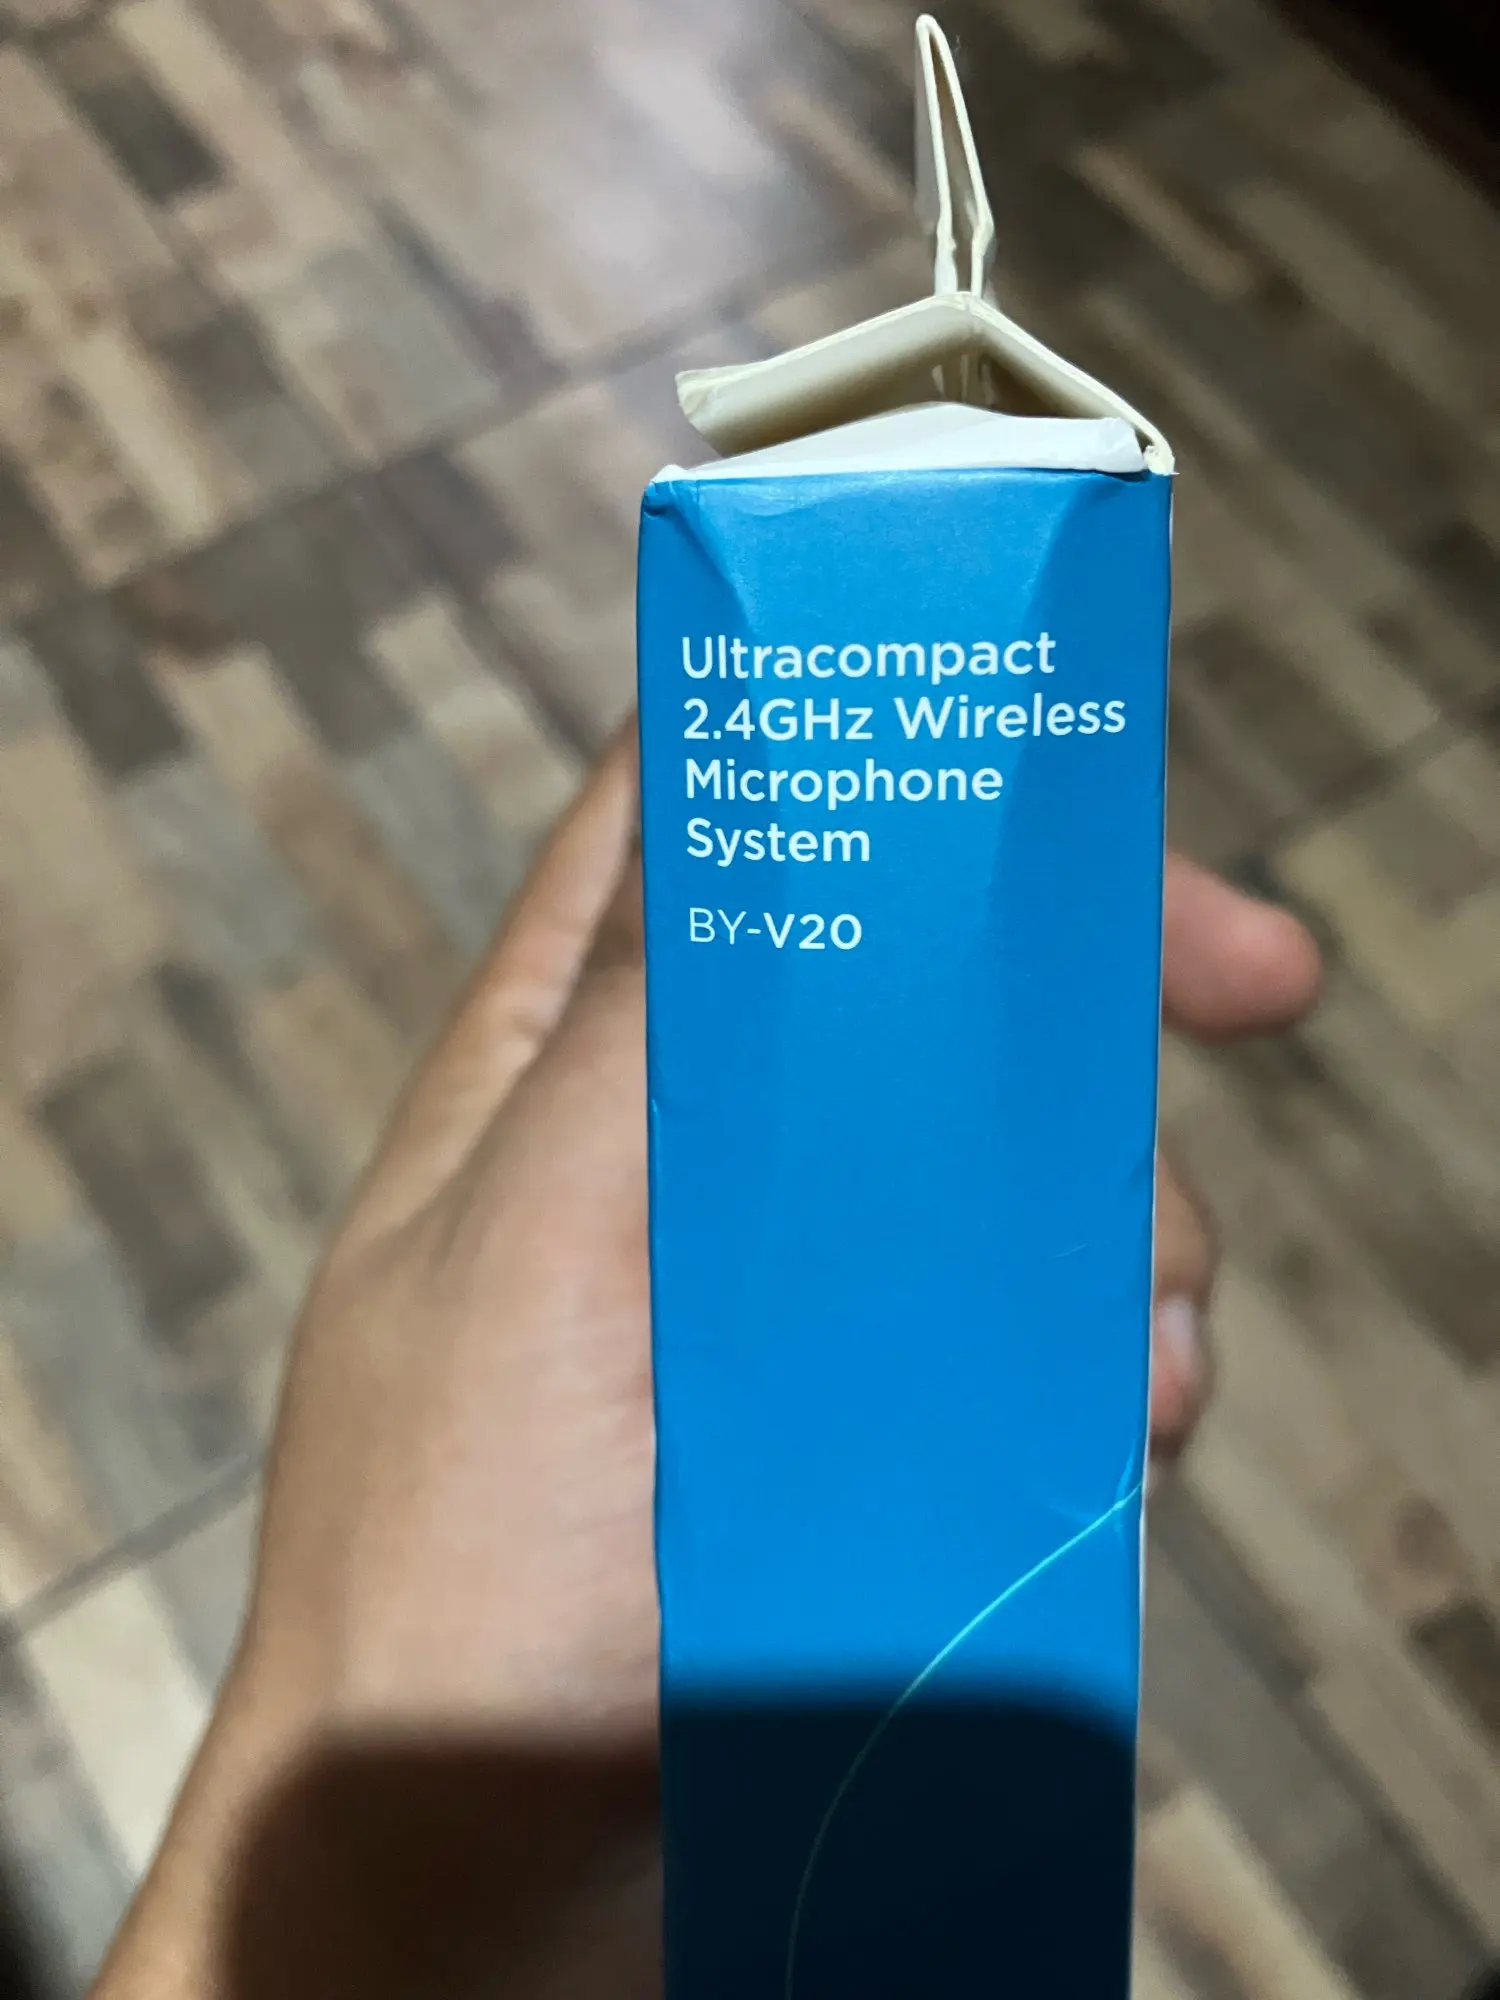 Ultracompact
2.4GHz Wireless
Microphone
System
BY-V20